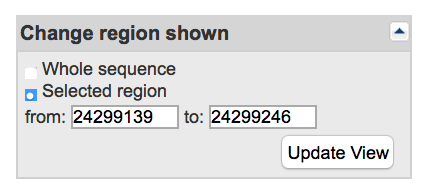 Change region shown
Whole sequence
Selected region
from: 24299139 to: 24299246
Update View